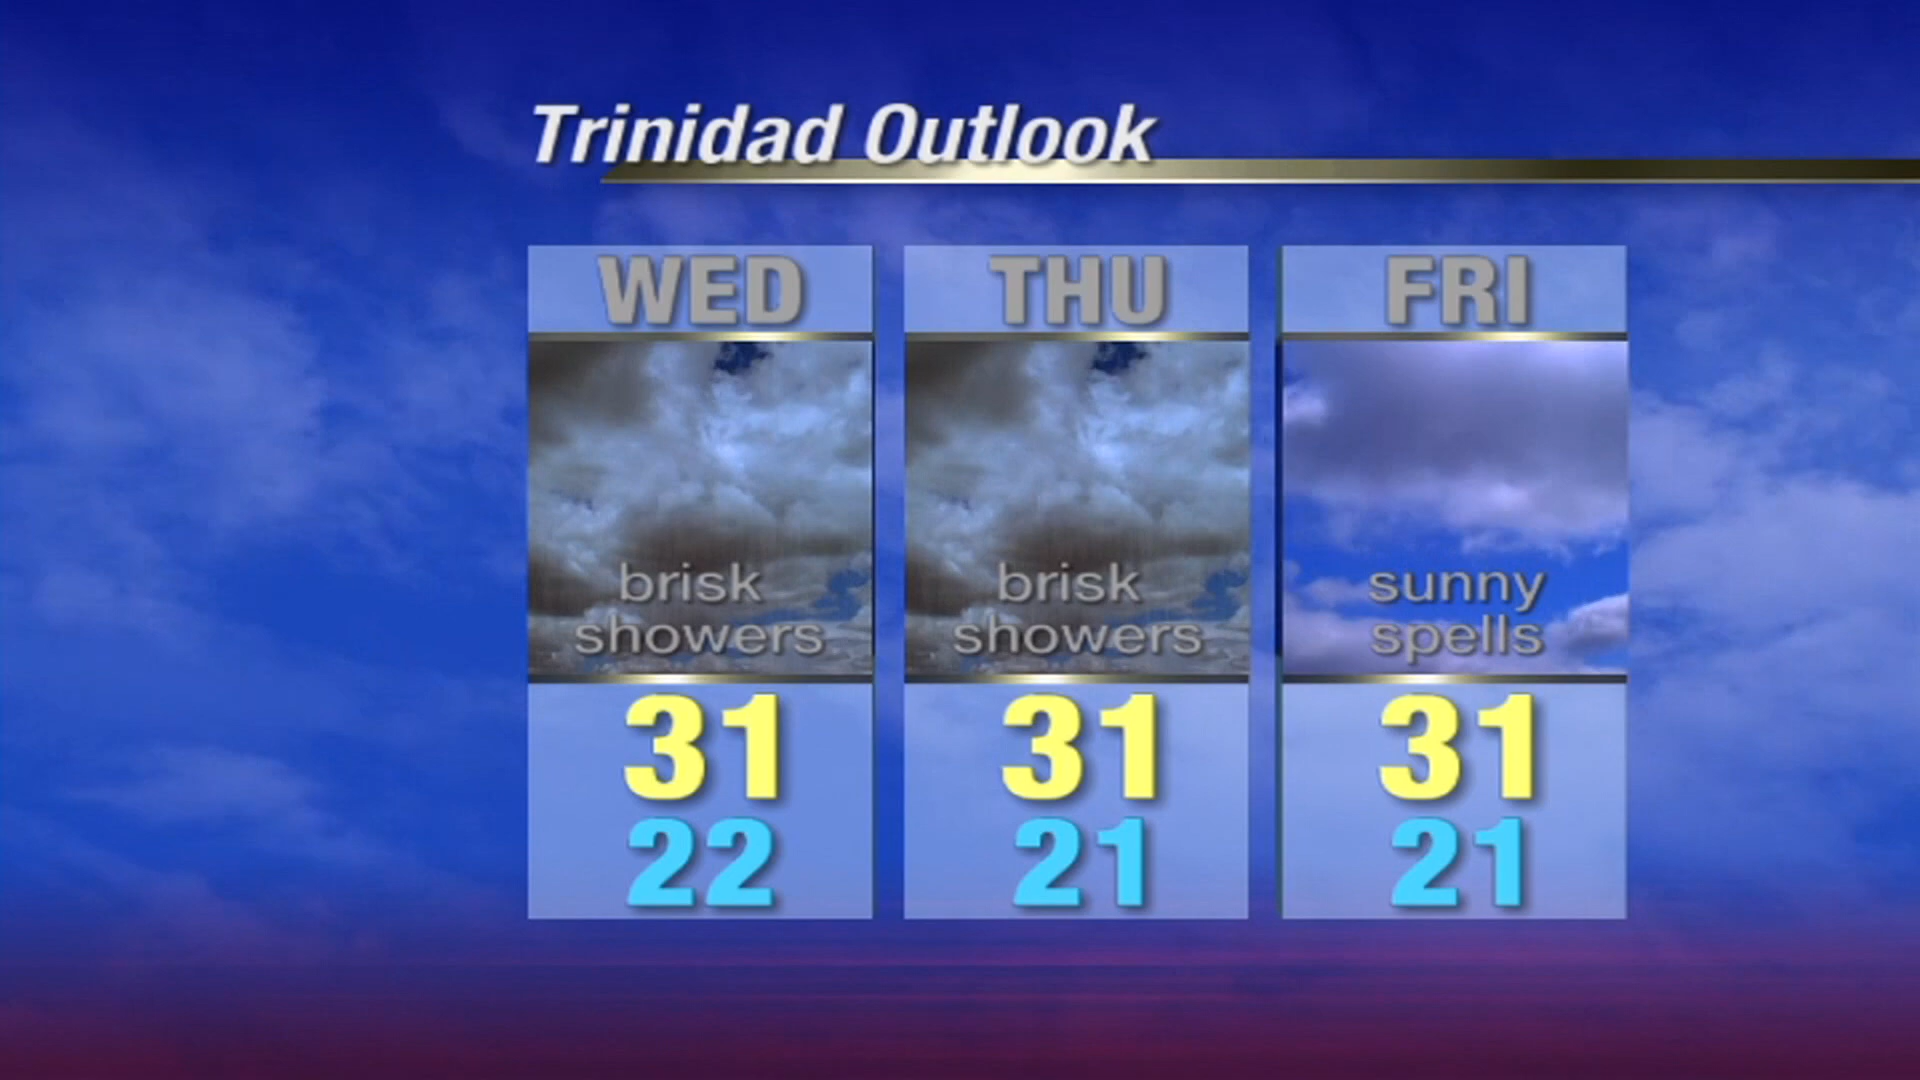 Trinidad Outlook
WED THU FRI
brisk brisk sunny
showers showers spells
31 31 31
22 21 21